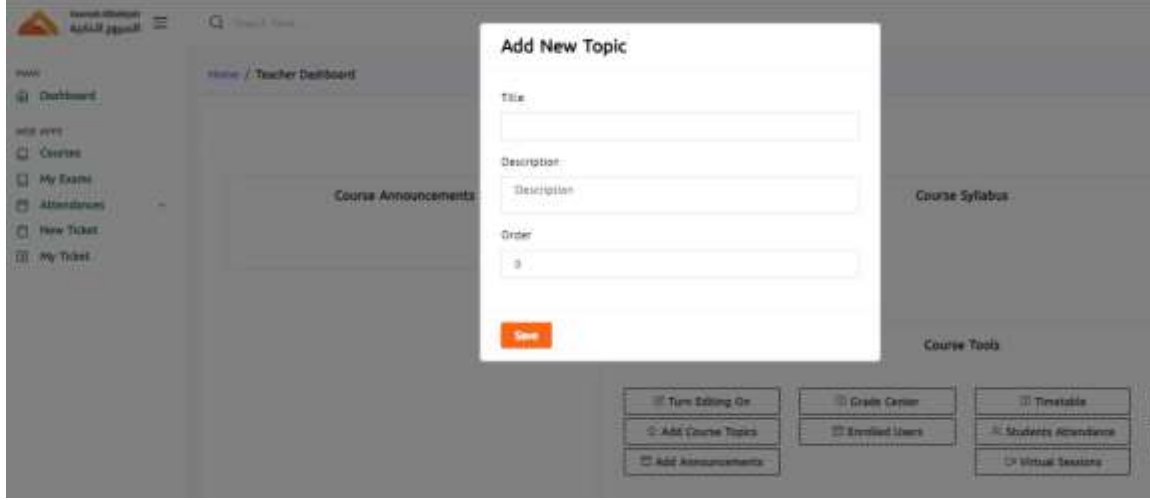 Home / Teacher Dashboard
Dashboard
WEB APPS
Courses
My Exams
Attendances
New Ticket
My Ticket
Course Announcements
Course Syllabus
Add New Topic
Title
Description
Description
Order
0
Save
Course Tools
Turn Editing On
Grade Center
Timetable
Add Course Topics
Enrolled Users
Students Attendance
Add Announcements
Virtual Sessions